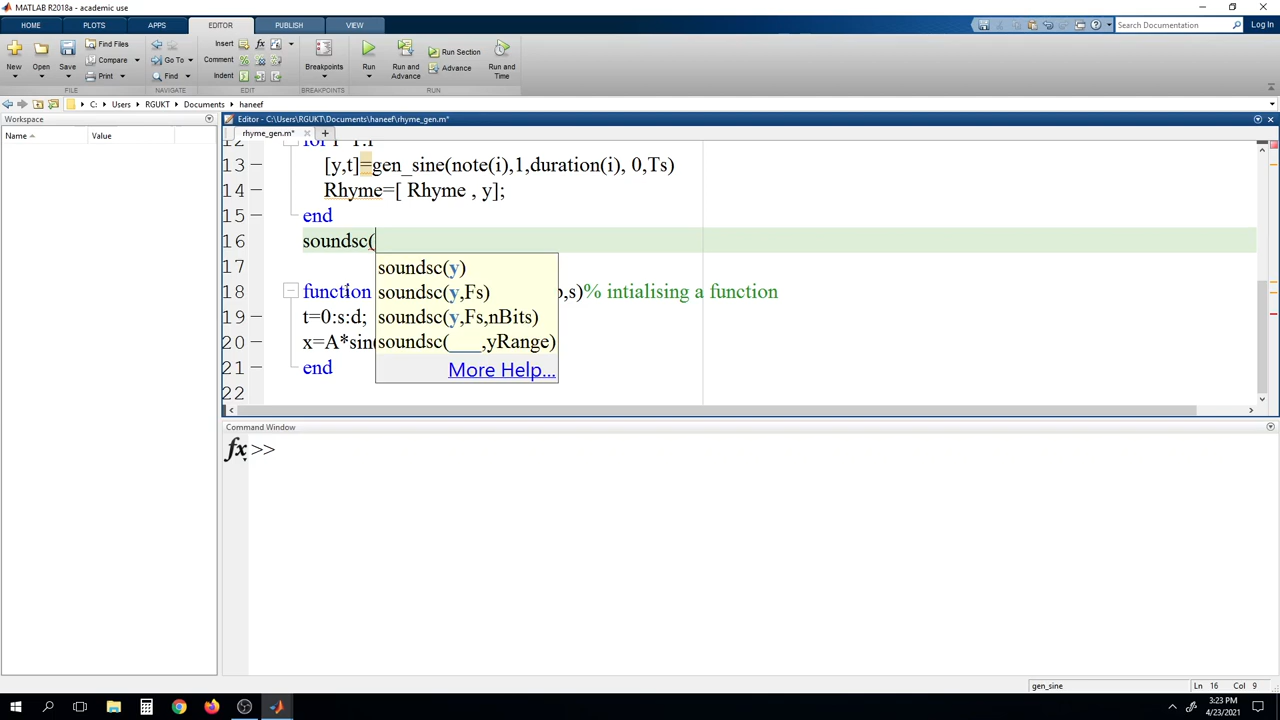 MATLAB R2018a - academic use
HOME PLOTS APPS EDITOR PUBLISH VIEW
Search Documentation
Log In
New Open Save Find Files Compare Print
Go To Find
Insert Comment Indent
fx
Breakpoints
Run Run and Advance Run Section Advance Run and Time
FILE NAVIGATE EDIT BREAKPOINTS RUN
C: Users RGUKT Documents haneef
Workspace
Name Value
Editor - C:\Users\RGUKT\Documents\haneef\rhyme_gen.m*
rhyme_gen.m*
13 [y,t]=gen_sine(note(i),1,duration(i), 0,Ts)
14 Rhyme=[ Rhyme , y];
15 end
16 soundsc(
soundsc(y)
soundsc(y,Fs)
soundsc(y,Fs,nBits)
soundsc(___,yRange)
More Help...
17
18 function ,s)% intialising a function
19 t=0:s:d;
20 x=A*sin
21 end
22
Command Window
fx >>
gen_sine
Ln 16 Col 9
3:23 PM
4/23/2021